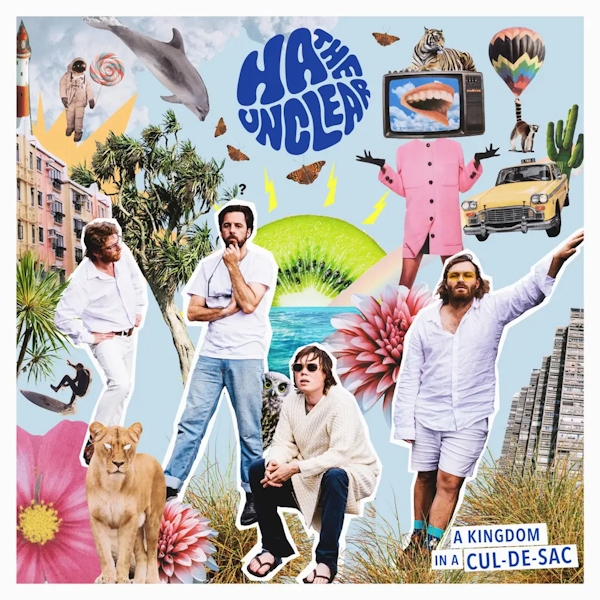 HA
THE
UNCLEAR
?
A KINGDOM
IN A CUL-DE-SAC